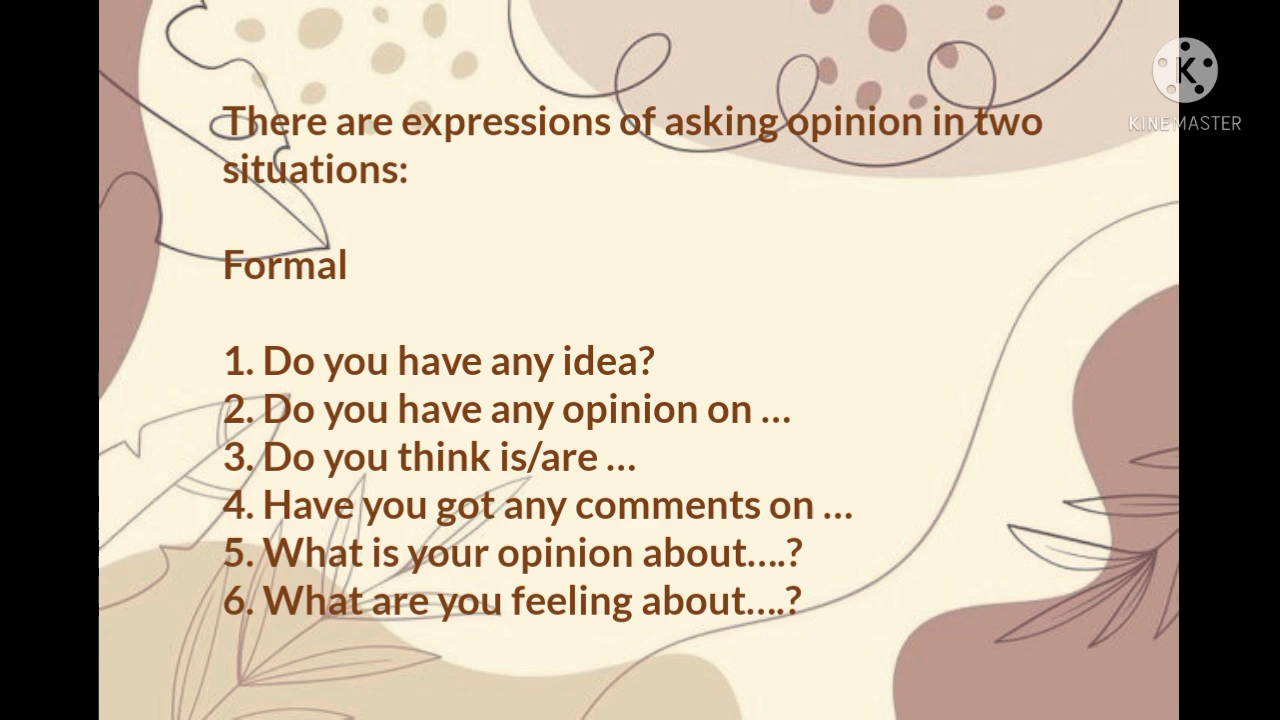 There are expressions of asking opinion in two
situations:
Formal
1. Do you have any idea?
2. Do you have any opinion on ...
3. Do you think is/are ...
4. Have you got any comments on ...
5. What is your opinion about....?
6. What are you feeling about....?
K
KINEMASTER